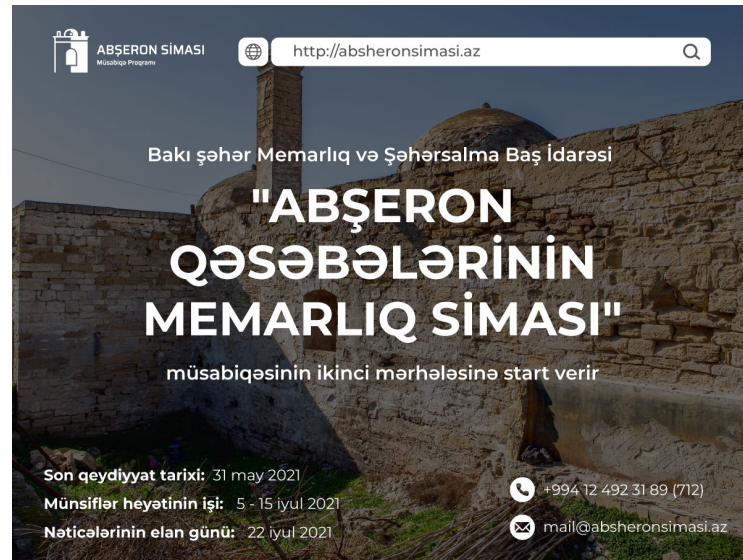 ABŞERON SİMASI
Müsabiqə Proqramı
http://absheronsimasi.az
Bakı şəhər Memarlıq və Şəhərsalma Baş İdarəsi
"ABŞERON
QƏSƏBƏLƏRİNİN
MEMARLIQ SİMASI"
müsabiqəsinin ikinci mərhələsinə start verir
Son qeydiyyat tarixi: 31 may 2021
Münsiflər heyətinin işi: 5 - 15 iyul 2021
Nəticələrinin elan günü: 22 iyul 2021
+994 12 492 31 89 (712)
mail@absheronsimasi.az